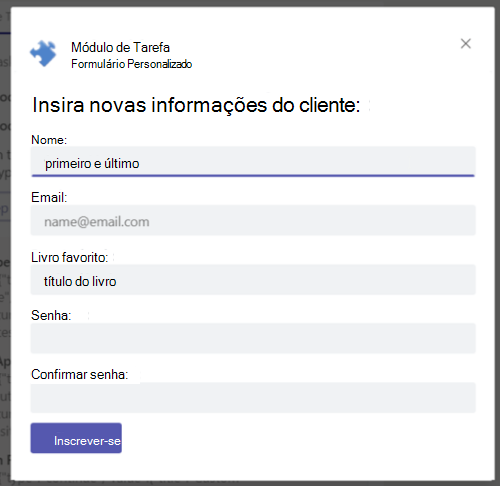 Módulo de Tarefa
Formulário Personalizado
Insira novas informações do cliente:
Nome:
primeiro e último
Email:
name@email.com
Livro favorito:
título do livro
Senha:
Confirmar senha:
Inscrever-se